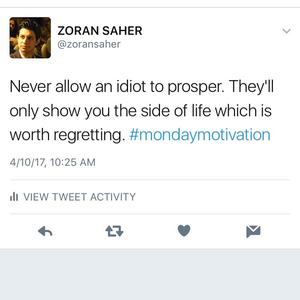 ZORAN SAHER
@zoransaher
Never allow an idiot to prosper. They'll
only show you the side of life which is
worth regretting. #mondaymotivation
4/10/17, 10:25 AM
VIEW TWEET ACTIVITY